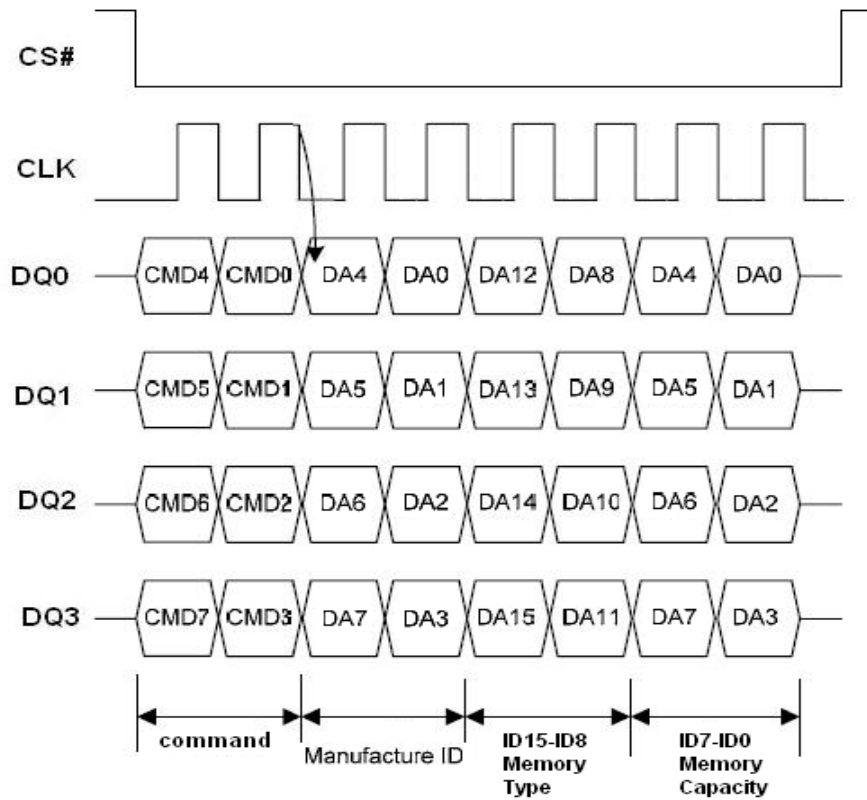 CS#
CLK
DQ0 CMD4 CMD0 DA4 DA0 DA12 DA8 DA4 DA0
DQ1 CMD5 CMD1 DA5 DA1 DA13 DA9 DA5 DA1
DQ2 CMD6 CMD2 DA6 DA2 DA14 DA10 DA6 DA2
DQ3 CMD7 CMD3 DA7 DA3 DA15 DA11 DA7 DA3
command
Manufacture ID
ID15-ID8
Memory
Type
ID7-ID0
Memory
Capacity